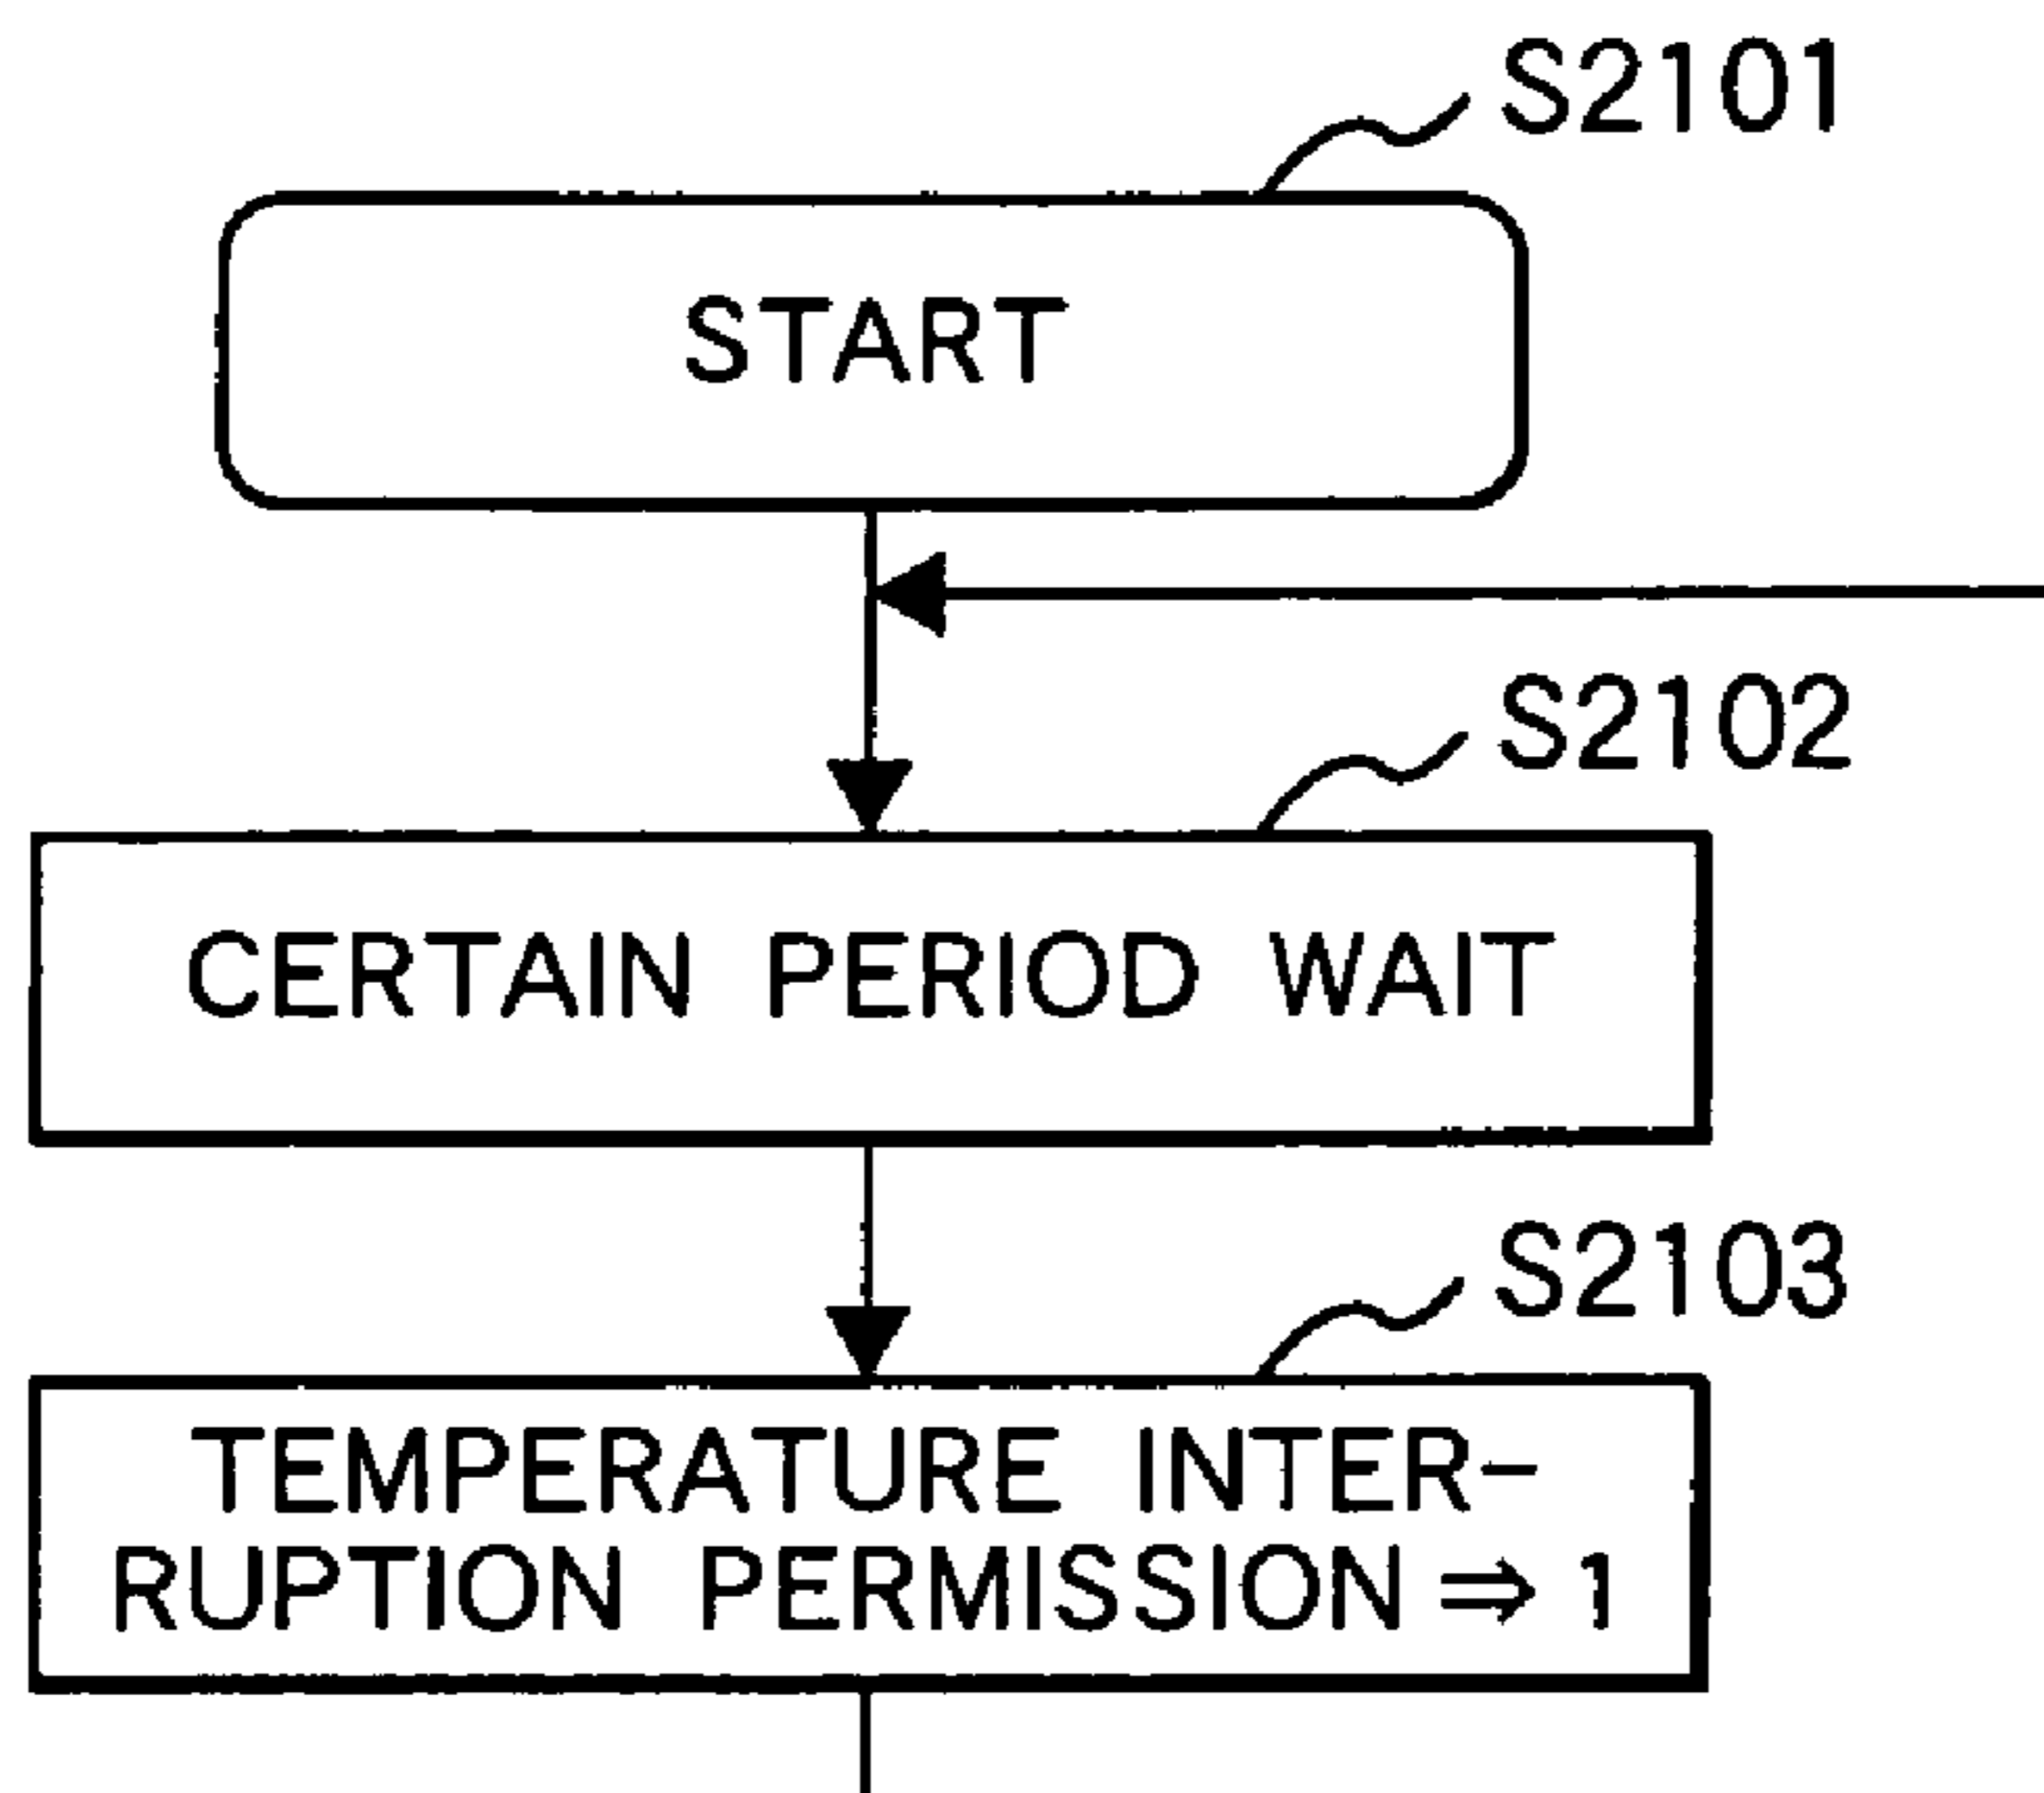 S2101
START
S2102
CERTAIN PERIOD WAIT
S2103
TEMPERATURE INTER-
RUPTION PERMISSION ⇒ 1